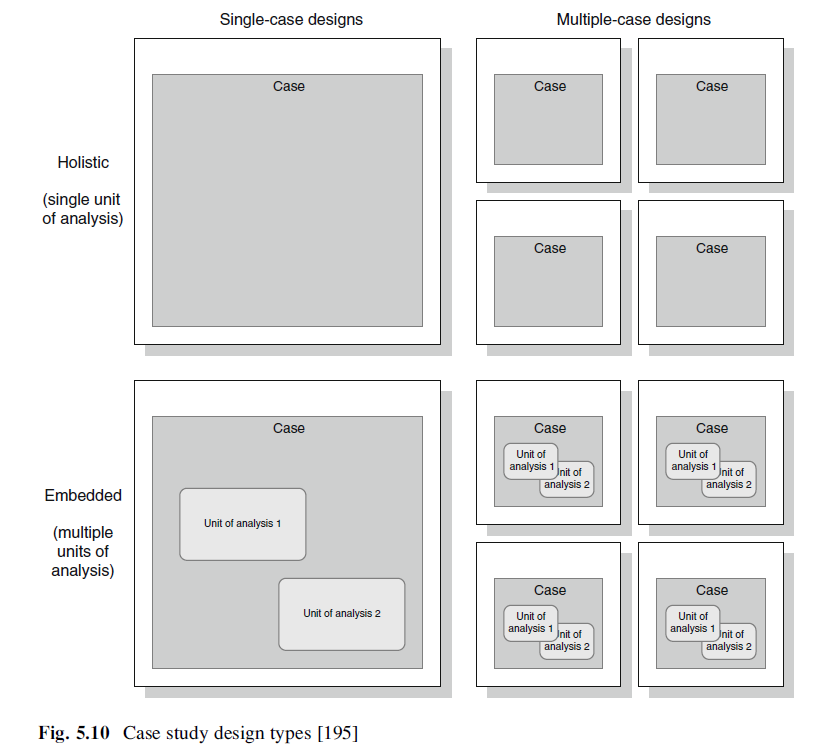 Single-case designs
Multiple-case designs
Holistic
(single unit
of analysis)
Case
Case
Case
Case
Case
Embedded
(multiple
units of
analysis)
Case
Unit of analysis 1
Unit of analysis 2
Case
Unit of
analysis 1
nit of
analysis 2
Case
Unit of
analysis 1
nit of
analysis 2
Case
Unit of
analysis 1
nit of
analysis 2
Case
Unit of
analysis 1
nit of
analysis 2
Fig. 5.10 Case study design types [195]